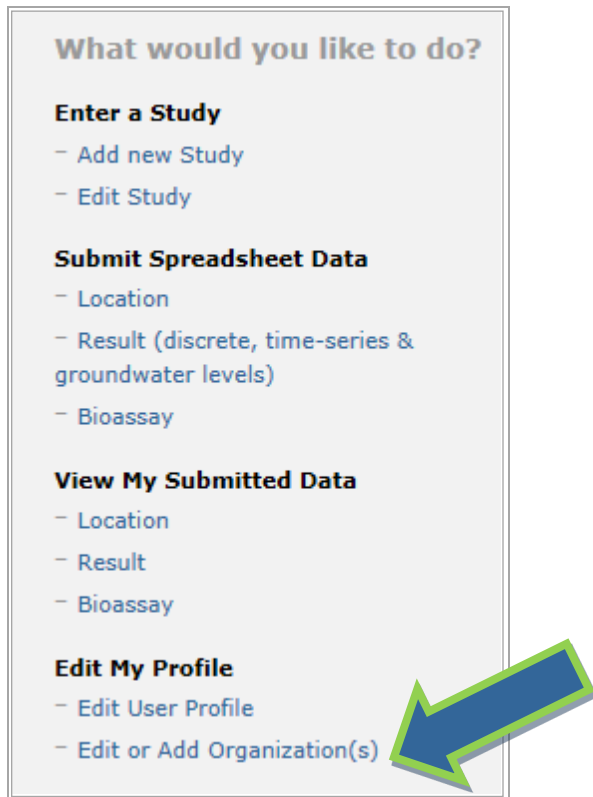 What would you like to do?
Enter a Study
- Add new Study
- Edit Study
Submit Spreadsheet Data
- Location
- Result (discrete, time-series &
groundwater levels)
- Bioassay
View My Submitted Data
- Location
- Result
- Bioassay
Edit My Profile
- Edit User Profile
- Edit or Add Organization(s)